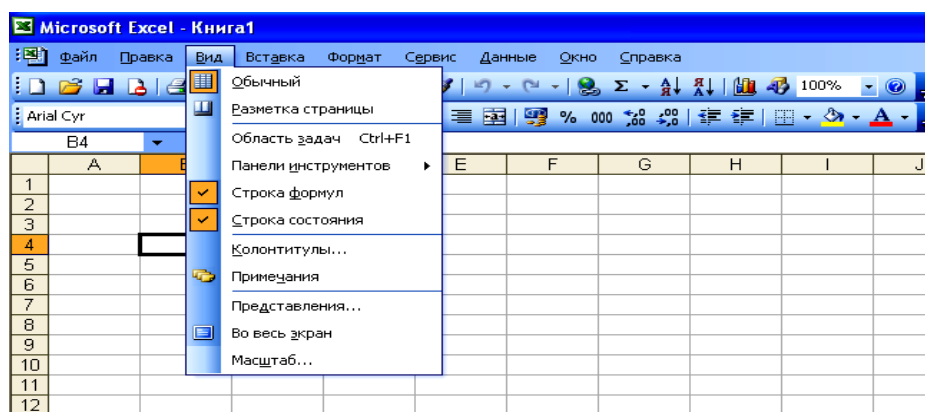 Microsoft Excel - Книга1
Файл Правка Вид Вставка Формат Сервис Данные Окно Справка
100%
Arial Cyr
% 000
B4
A E F G H I J
Обычный
Разметка страницы
Область задач Ctrl+F1
Панели инструментов
Строка формул
Строка состояния
Колонтитулы...
Примечания
Представления...
Во весь экран
Масштаб...
1
2
3
4
5
6
7
8
9
10
11
12